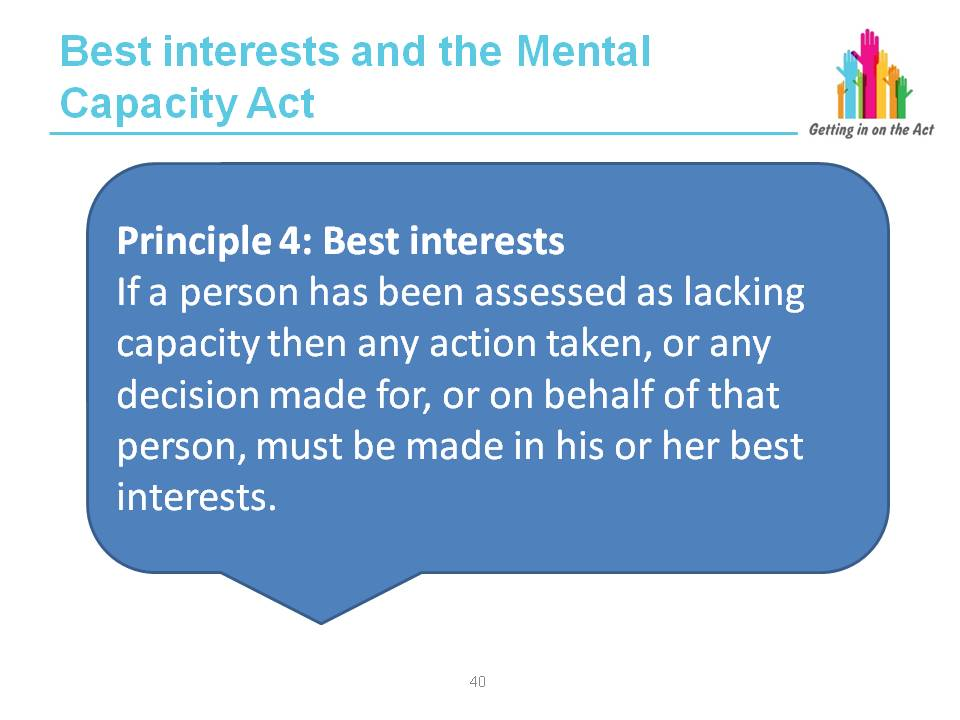 Best interests and the Mental
Capacity Act
Getting in on the Act
Principle 4: Best interests
If a person has been assessed as lacking
capacity then any action taken, or any
decision made for, or on behalf of that
person, must be made in his or her best
interests.
40